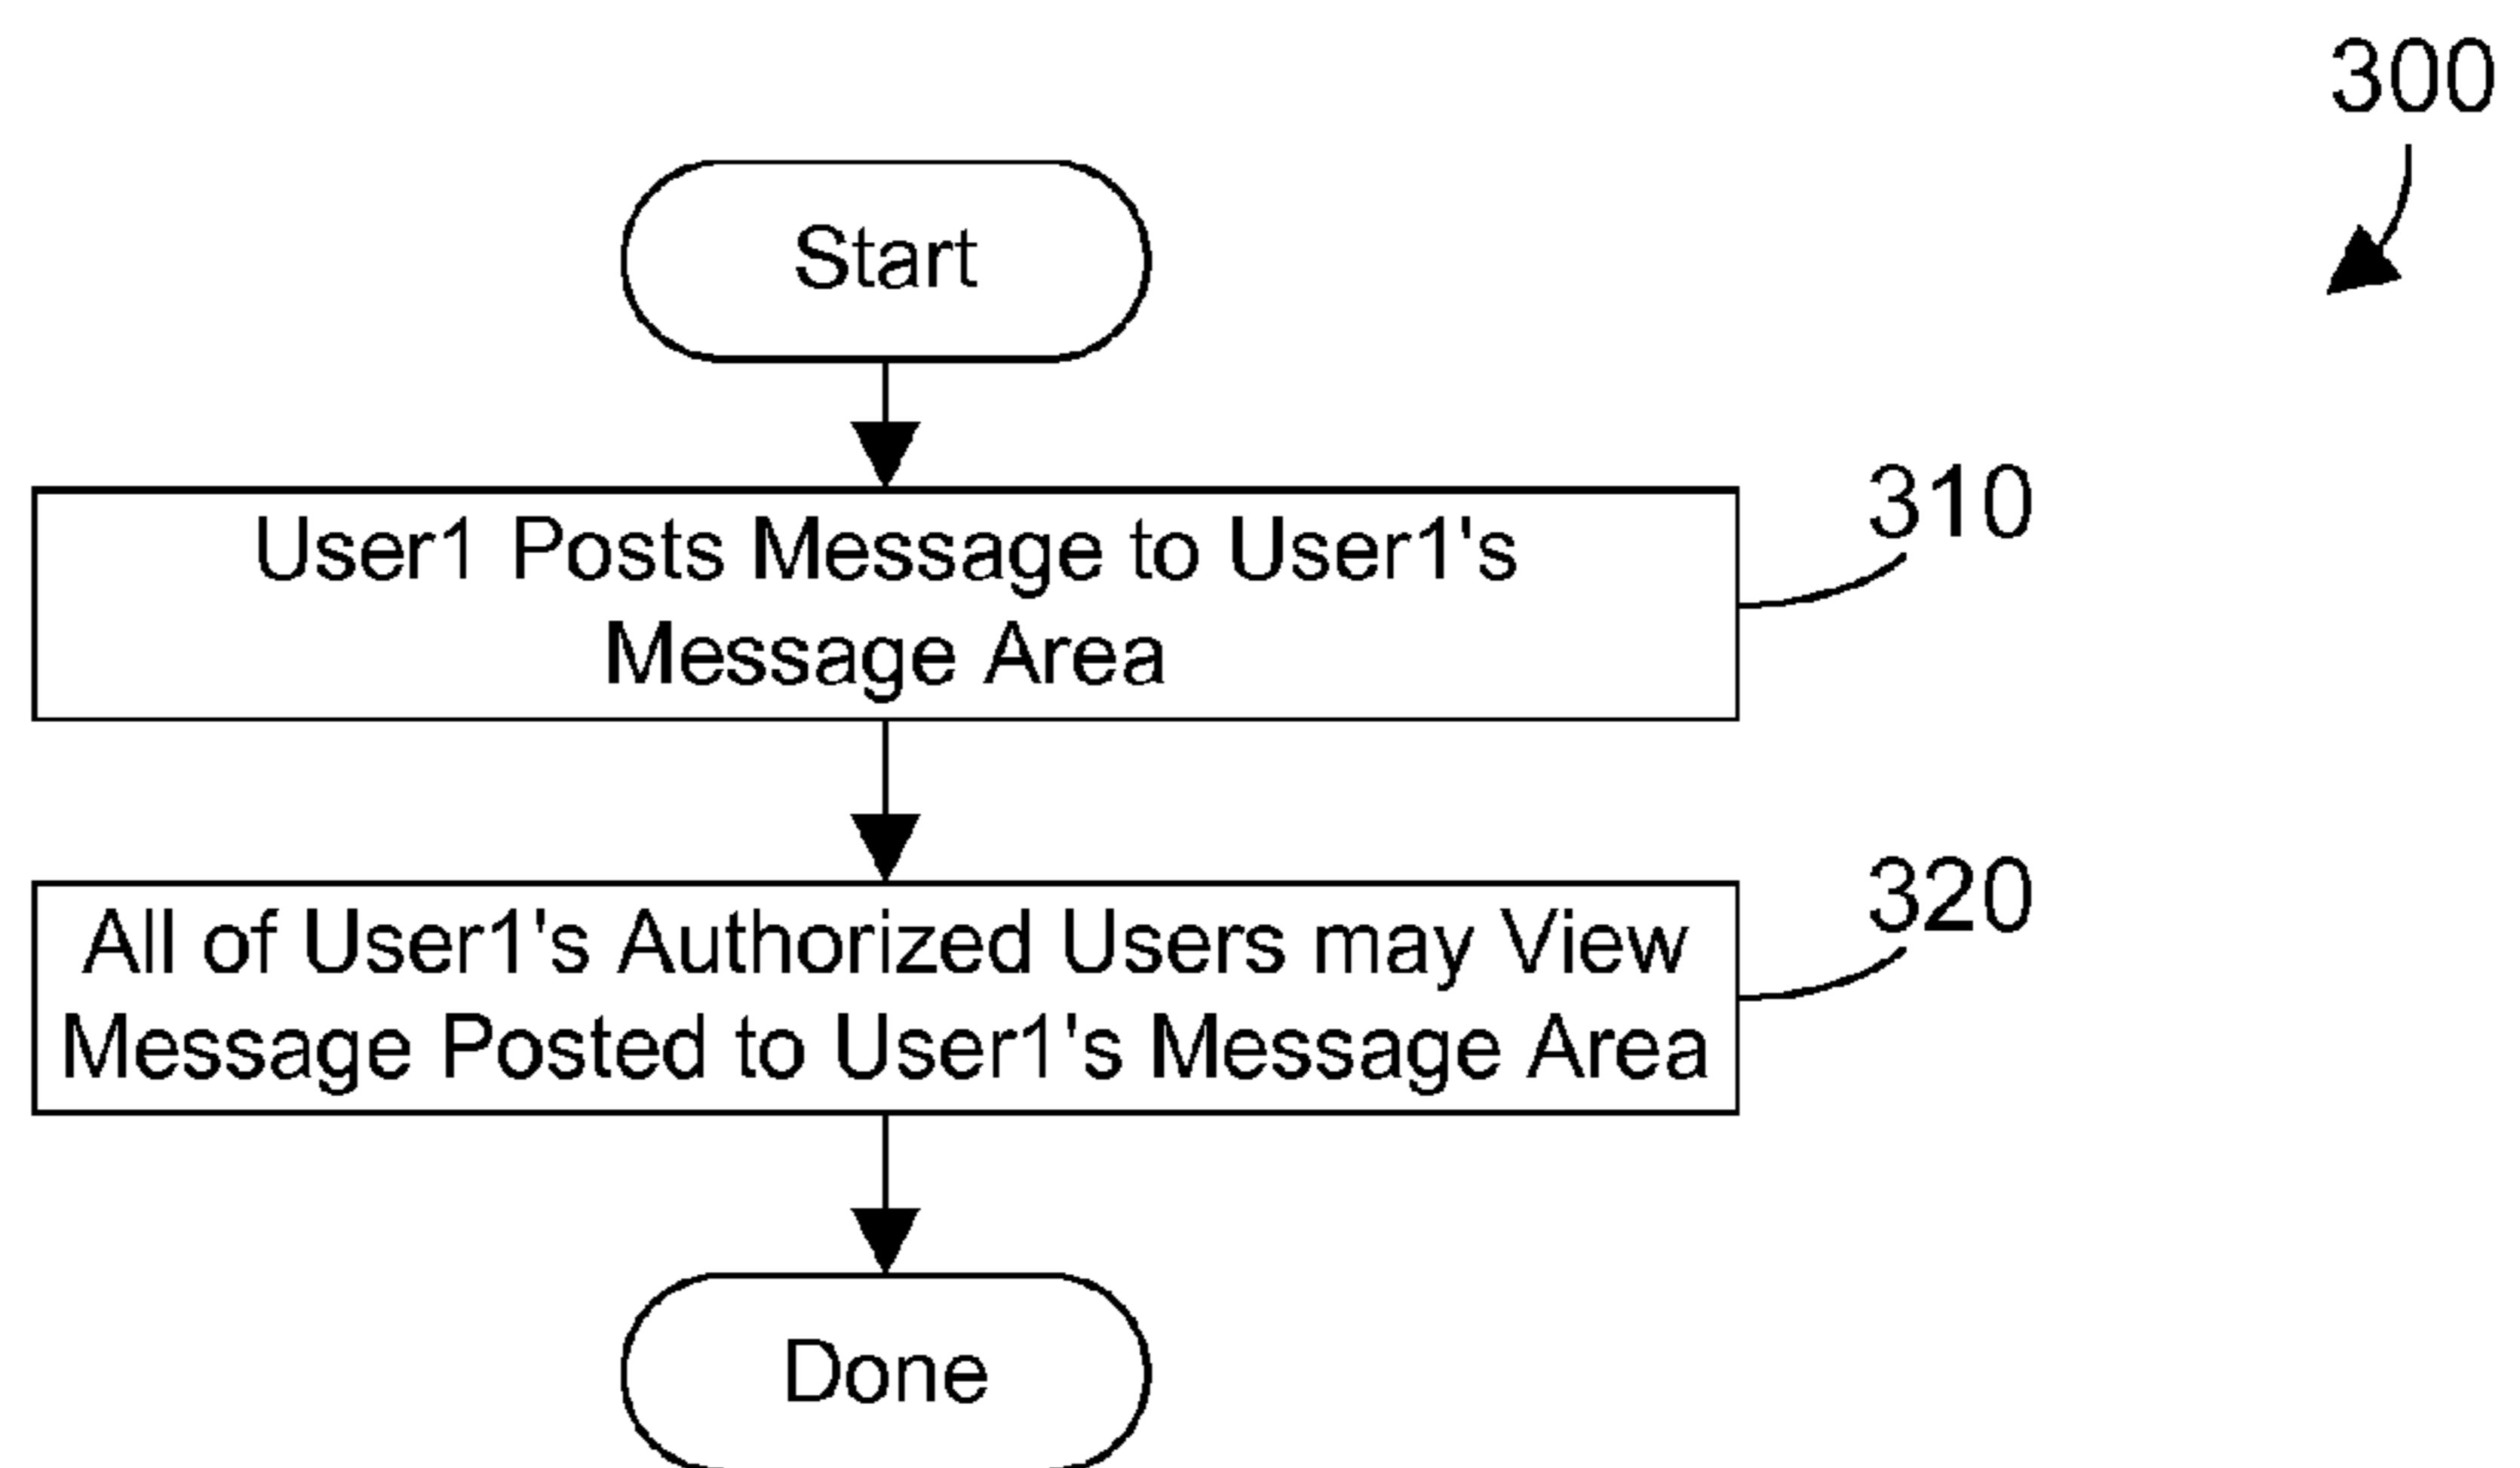 300
Start
User1 Posts Message to User1's
Message Area
310
All of User1's Authorized Users may View
Message Posted to User1's Message Area
320
Done